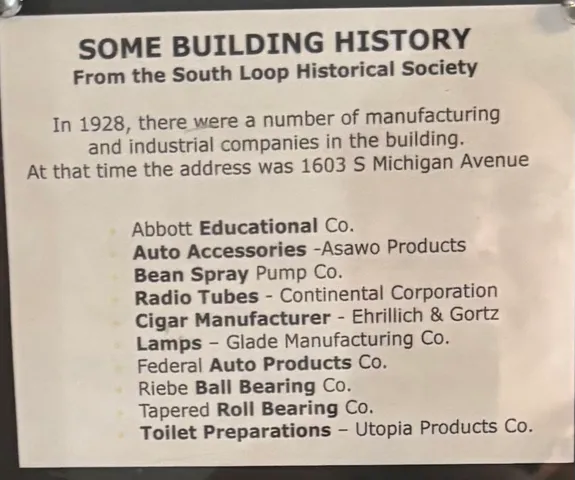 SOME BUILDING HISTORY
From the South Loop Historical Society
In 1928, there were a number of manufacturing
and industrial companies in the building.
At that time the address was 1603 S Michigan Avenue
Abbott Educational Co.
Auto Accessories -Asawo Products
Bean Spray Pump Co.
Radio Tubes - Continental Corporation
Cigar Manufacturer - Ehrillich & Gortz
Lamps – Glade Manufacturing Co.
Federal Auto Products Co.
Riebe Ball Bearing Co.
Tapered Roll Bearing Co.
Toilet Preparations – Utopia Products Co.